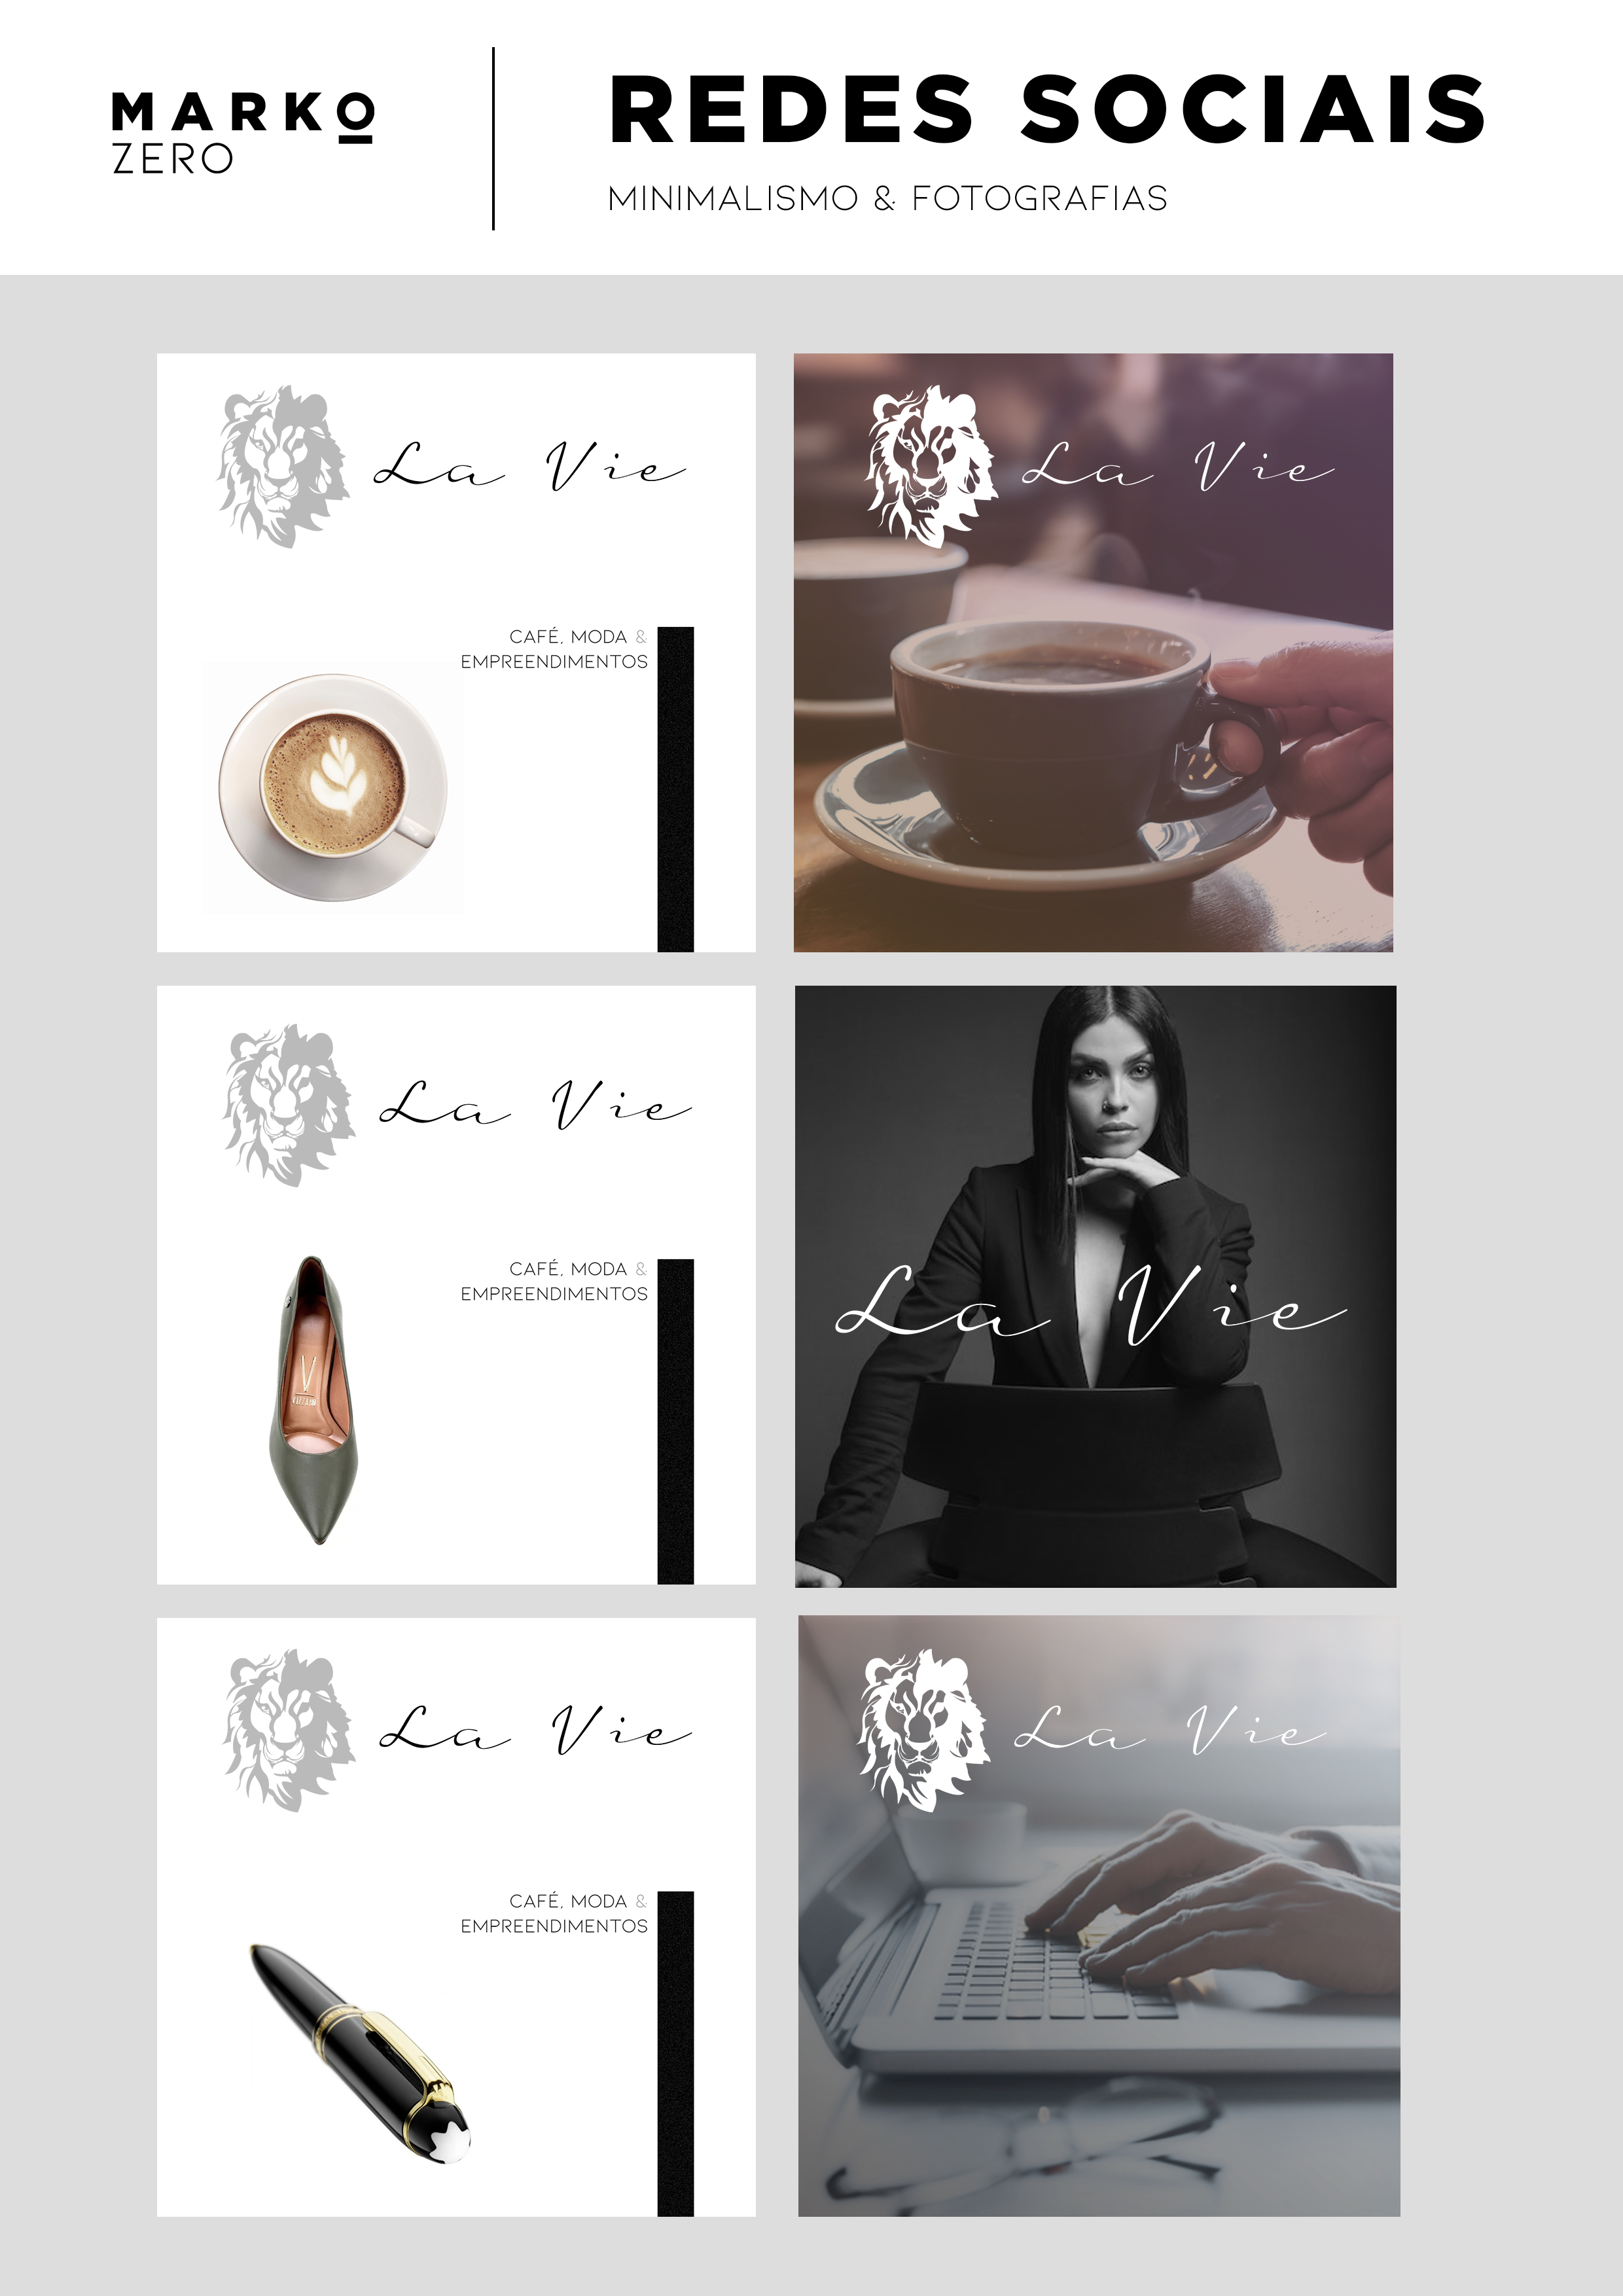 MARKO
ZERO
REDES SOCIAIS
MINIMALISMO & FOTOGRAFIAS
La Vie
CAFÉ, MODA &
EMPREENDIMENTOS
La Vie
La Vie
V
CAFÉ, MODA &
EMPREENDIMENTOS
La Vie
La Vie
CAFÉ, MODA &
EMPREENDIMENTOS
La Vie